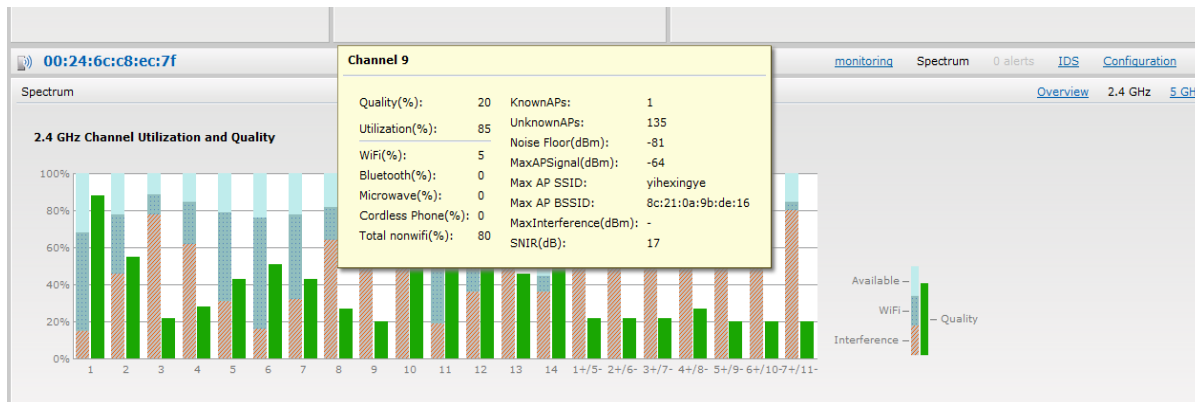 00:24:6c:c8:ec:7f
monitoring Spectrum 0 alerts IDS Configuration
Spectrum
Overview 2.4 GHz 5 GH
2.4 GHz Channel Utilization and Quality
Channel 9
Quality(%): 20
Utilization(%): 85
WiFi(%): 5
Bluetooth(%): 0
Microwave(%): 0
Cordless Phone(%): 0
Total nonwifi(%): 80
KnownAPs: 1
UnknownAPs: 135
Noise Floor(dBm): -81
MaxAPSignal(dBm): -64
Max AP SSID: yihexingye
Max AP BSSID: 8c:21:0a:9b:de:16
MaxInterference(dBm): -
SNIR(dB): 17
100%
80%
60%
40%
20%
0%
1 2 3 4 5 6 7 8 9 10 11 12 13 14 1+/5- 2+/6- 3+/7- 4+/8- 5+/9- 6+/10- 7+/11-
Available
WiFi
Interference
Quality